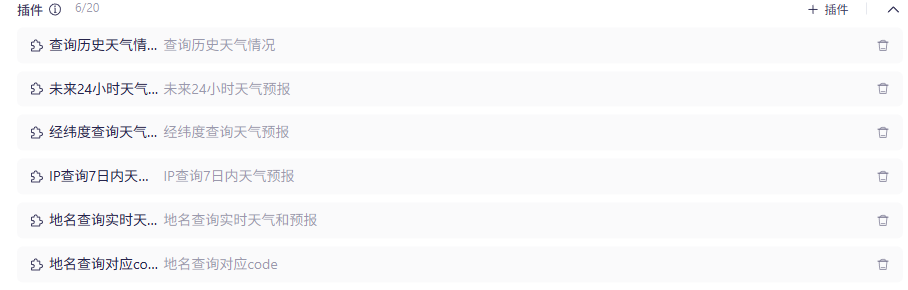 插件 6/20 + 插件
查询历史天气情... 查询历史天气情况
未来24小时天气... 未来24小时天气预报
经纬度查询天气... 经纬度查询天气预报
IP查询7日内天... IP查询7日内天气预报
地名查询实时天... 地名查询实时天气和预报
地名查询对应co... 地名查询对应code